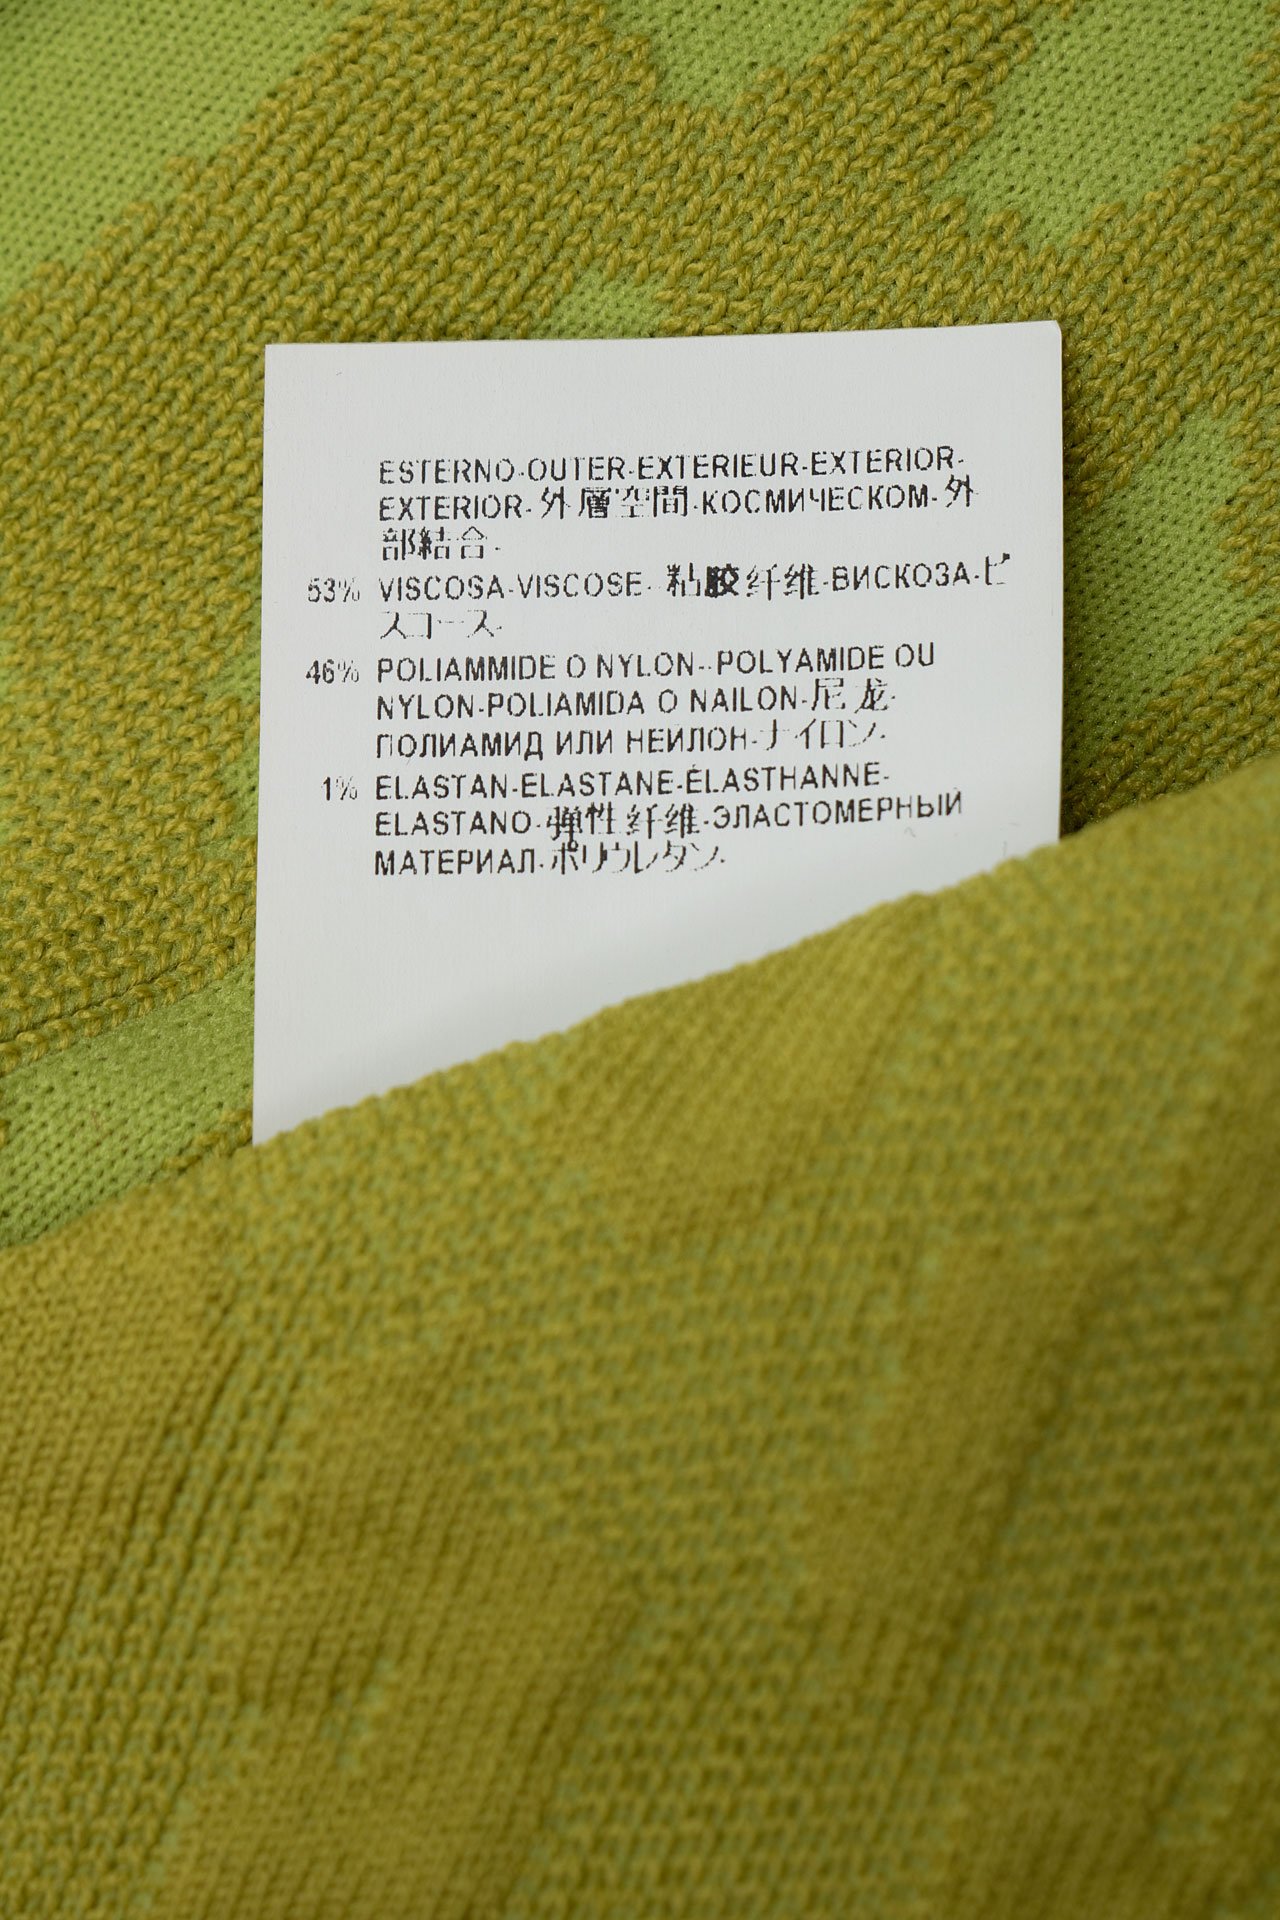 ESTERNO-OUTER-EXTERIEUR-EXTERIOR-
EXTERIOR-外層空間-КОСМИЧЕСКОМ-外
部結合-
53% VISCOSA-VISCOSE- 粘胶纤维-ВИСКОЗА-ビ
スコース-
46% POLIAMMIDE O NYLON--POLYAMIDE OU
NYLON-POLIAMIDA O NAILON-尼龙-
ПОЛИАМИД ИЛИ НЕЙЛОН-ナイロン-
1% ELASTAN-ELASTANE-ÉLASTHANNE-
ELASTANO-弹性纤维-ЭЛАСТОМЕРНЫЙ
МАТЕРИАЛ-ポリウレタン-